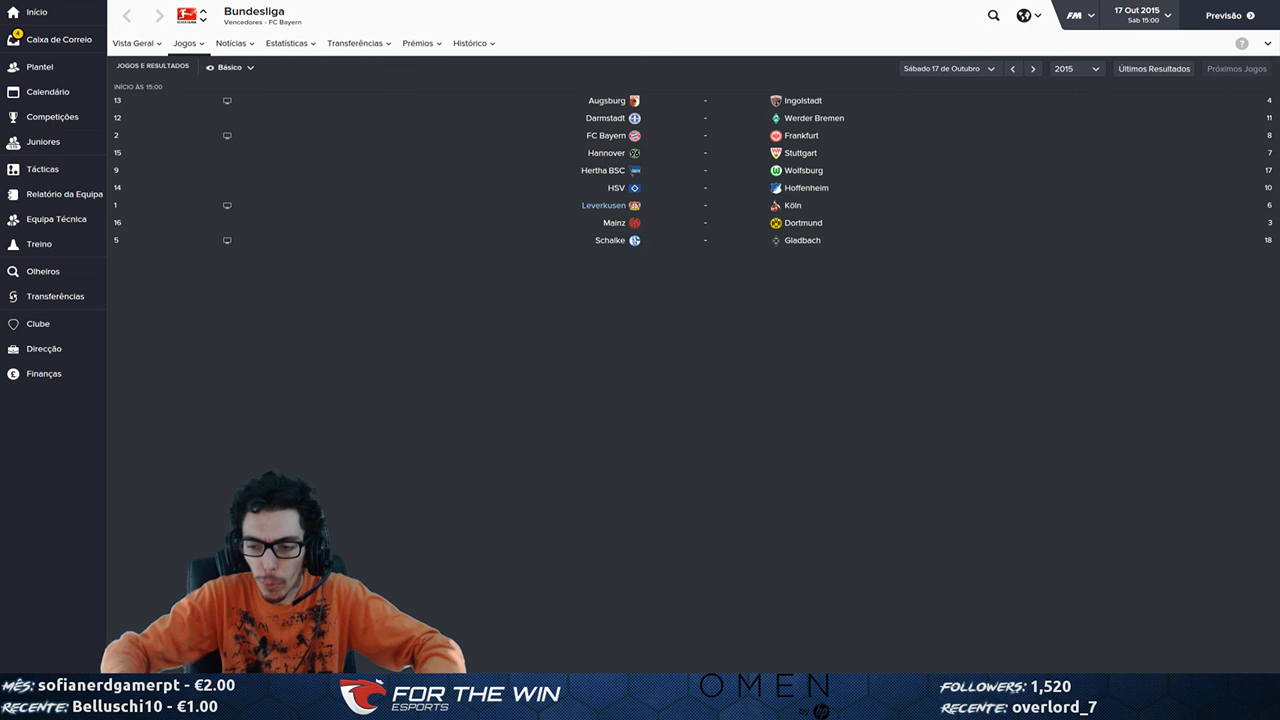 Início
Caixa de Correio
4
Plantel
Calendário
Competições
Juniores
Tácticas
Relatório da Equipa
Equipa Técnica
Treino
Olheiros
Transferências
Clube
Direcção
Finanças
Bundesliga
Vencedores - FC Bayern
FM
17 Out 2015
Sáb 15:00
Previsão
Vista Geral
Jogos
Notícias
Estatísticas
Transferências
Prémios
Histórico
?
JOGOS E RESULTADOS
Básico
Sábado 17 de Outubro
2015
Últimos Resultados
Próximos Jogos
INÍCIO ÀS 15:00
13 Augsburg - Ingolstadt 4
12 Darmstadt - Werder Bremen 11
2 FC Bayern - Frankfurt 8
15 Hannover - Stuttgart 7
9 Hertha BSC - Wolfsburg 17
14 HSV - Hoffenheim 10
1 Leverkusen - Köln 6
16 Mainz - Dortmund 3
5 Schalke - Gladbach 18
MÊS: sofianerdgamerpt - €2.00
RECENTE: Belluschi10 - €1.00
FOR THE WIN
ESPORTS
OMEN
by hp
FOLLOWERS: 1,520
RECENTE: overlord_7